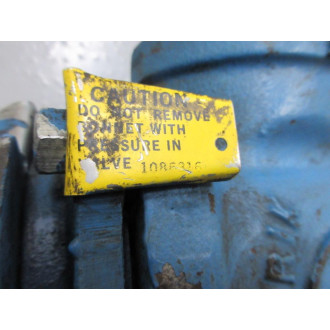 CAUTION
DO NOT REMOVE
BONNET WITH
PRESSURE IN
VALVE 1086316